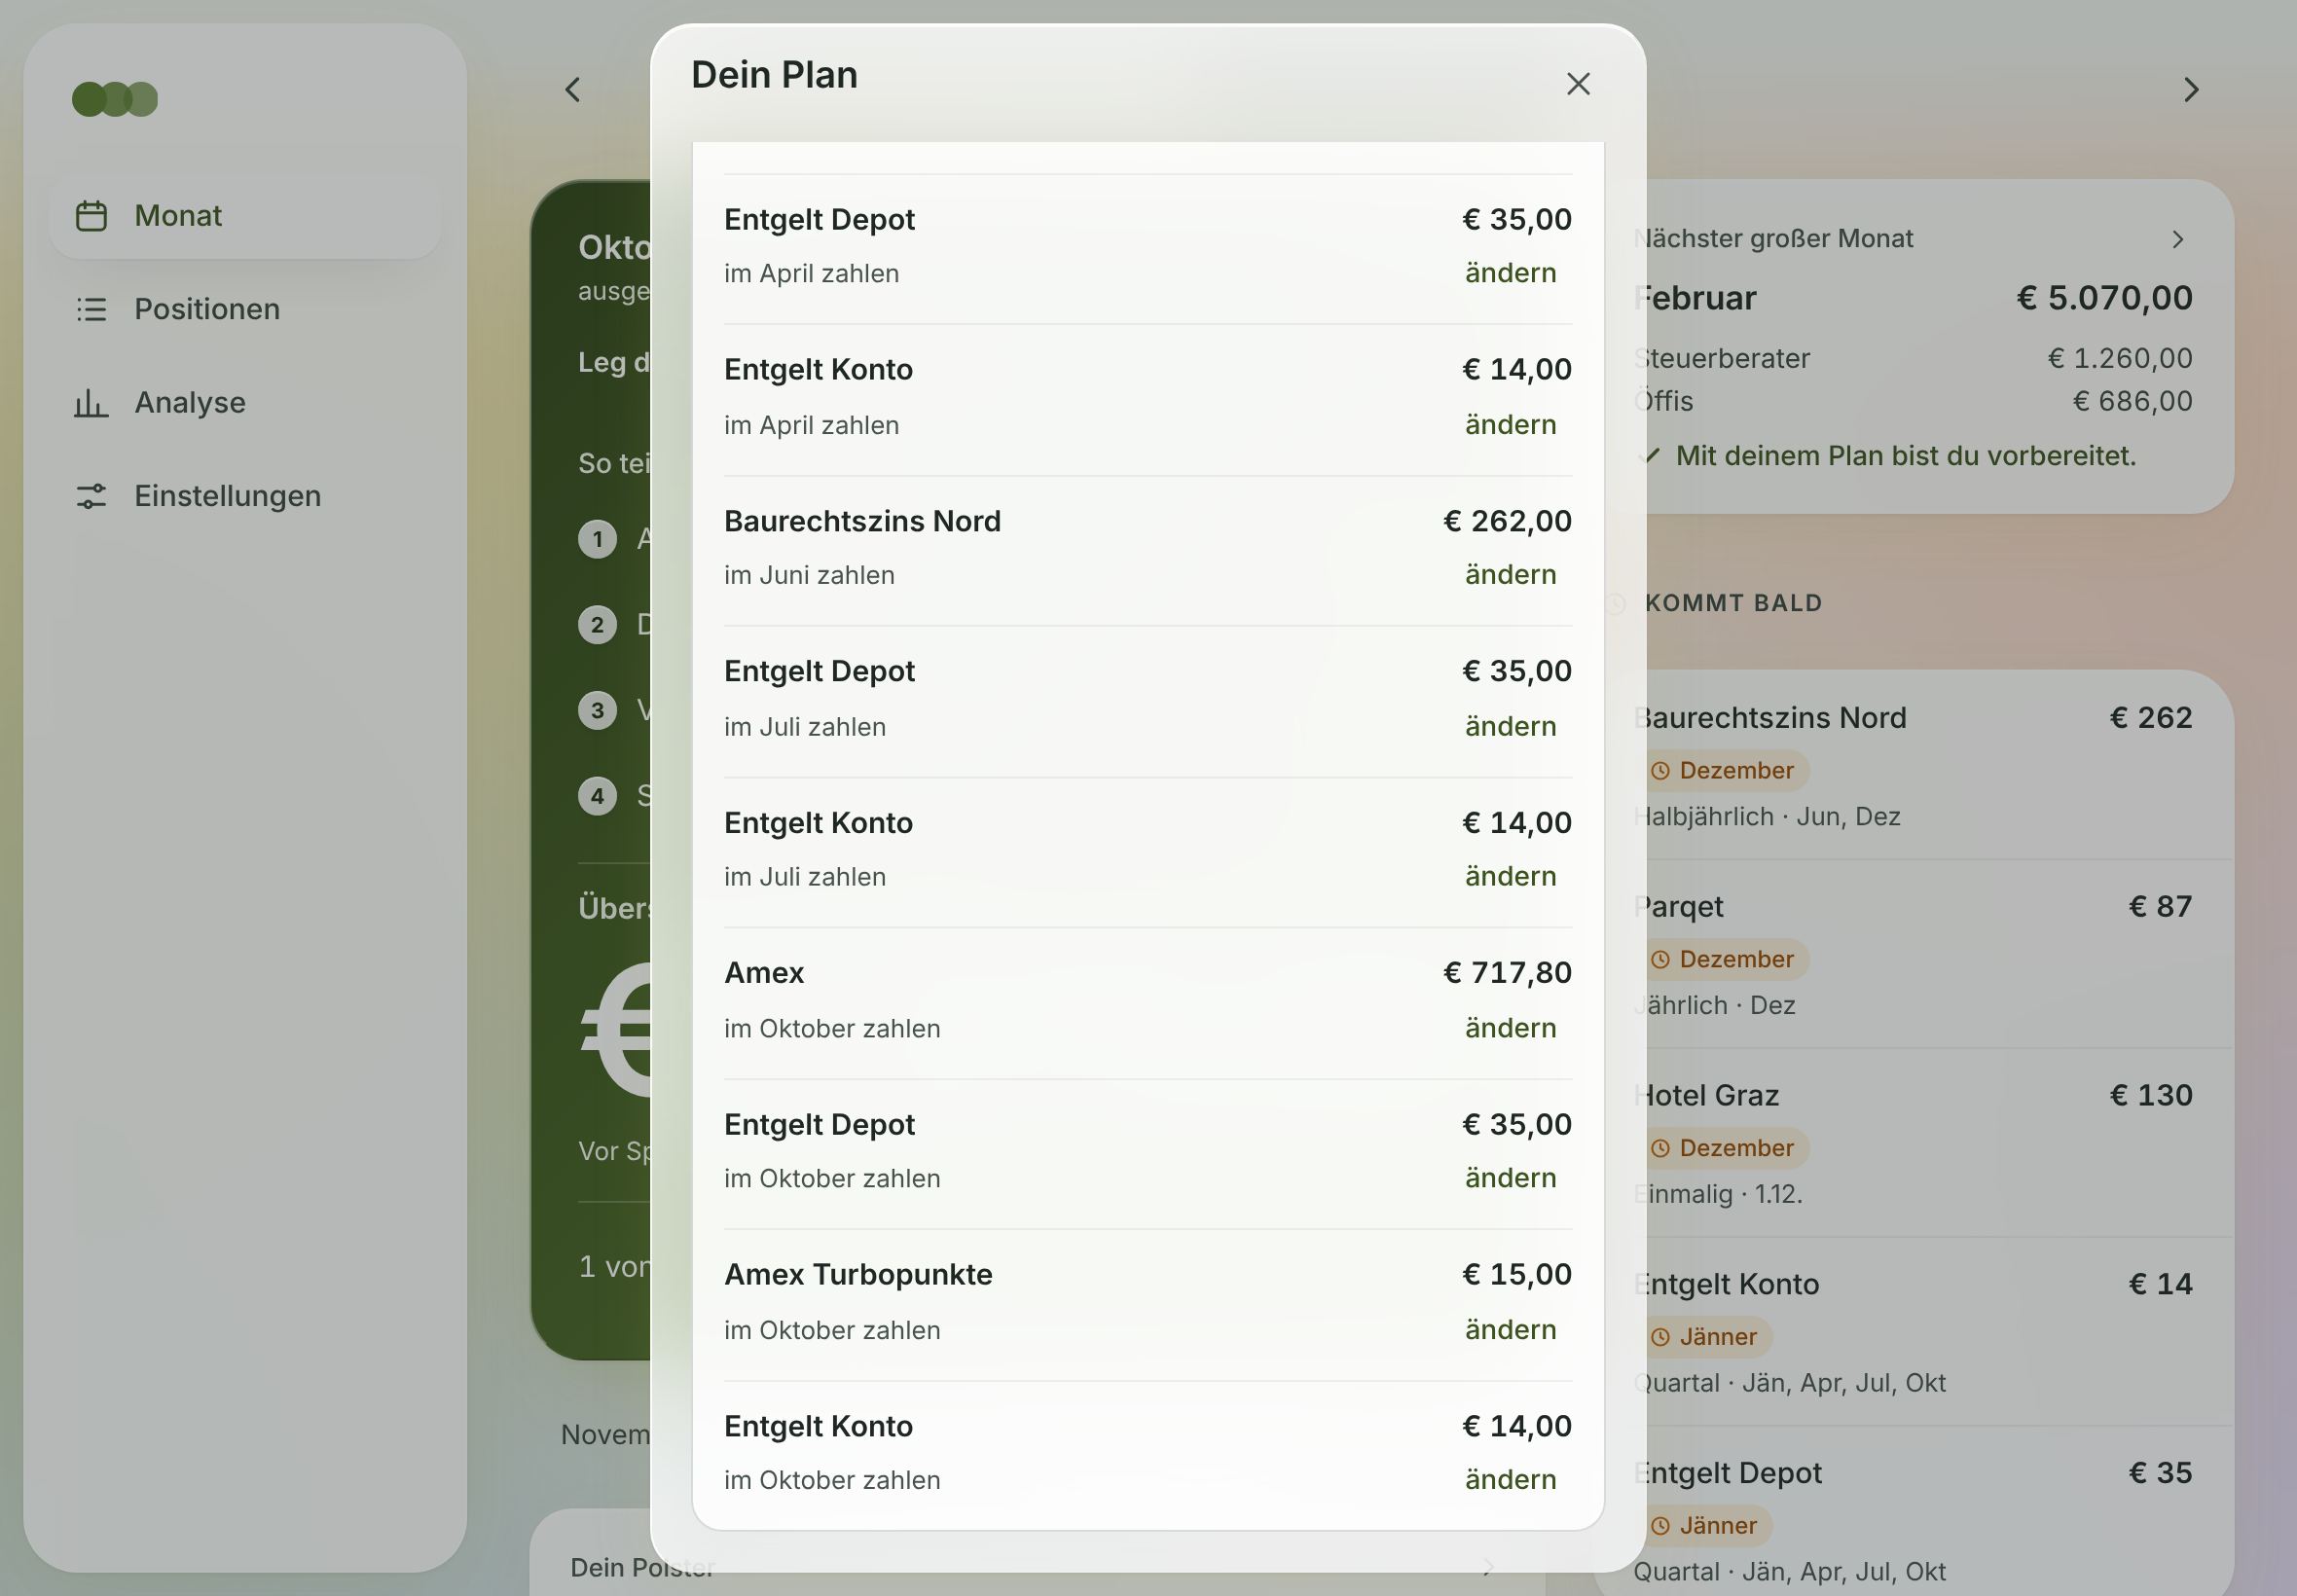 Monat
Positionen
Analyse
Einstellungen
Okto
ausge
Leg d
So tei
1 A
2 D
3 V
4 S
Übers
€
Vor Sp
1 von
Novem
Dein Polster
Dein Plan
Entgelt Depot € 35,00
im April zahlen ändern
Entgelt Konto € 14,00
im April zahlen ändern
Baurechtszins Nord € 262,00
im Juni zahlen ändern
Entgelt Depot € 35,00
im Juli zahlen ändern
Entgelt Konto € 14,00
im Juli zahlen ändern
Amex € 717,80
im Oktober zahlen ändern
Entgelt Depot € 35,00
im Oktober zahlen ändern
Amex Turbopunkte € 15,00
im Oktober zahlen ändern
Entgelt Konto € 14,00
im Oktober zahlen ändern
Nächster großer Monat
Februar € 5.070,00
Steuerberater € 1.260,00
Öffis € 686,00
Mit deinem Plan bist du vorbereitet.
KOMMT BALD
Baurechtszins Nord € 262
Dezember
Halbjährlich · Jun, Dez
Parqet € 87
Dezember
Jährlich · Dez
Hotel Graz € 130
Dezember
Einmalig · 1.12.
Entgelt Konto € 14
Jänner
Quartal · Jän, Apr, Jul, Okt
Entgelt Depot € 35
Jänner
Quartal · Jän, Apr, Jul, Okt